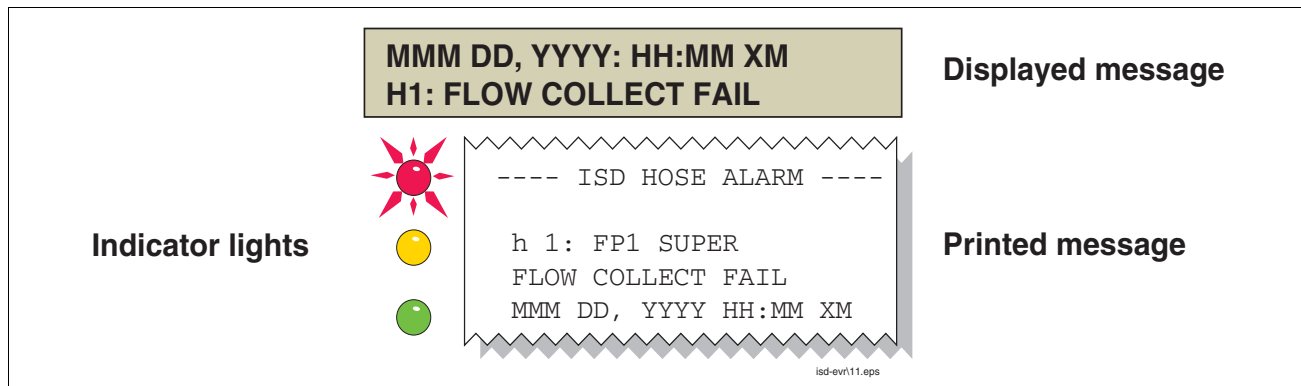 MMM DD, YYYY: HH:MM XM
H1: FLOW COLLECT FAIL
Displayed message
---- ISD HOSE ALARM ----
h 1: FP1 SUPER
FLOW COLLECT FAIL
MMM DD, YYYY HH:MM XM
Indicator lights
Printed message
isd-evr\11.eps